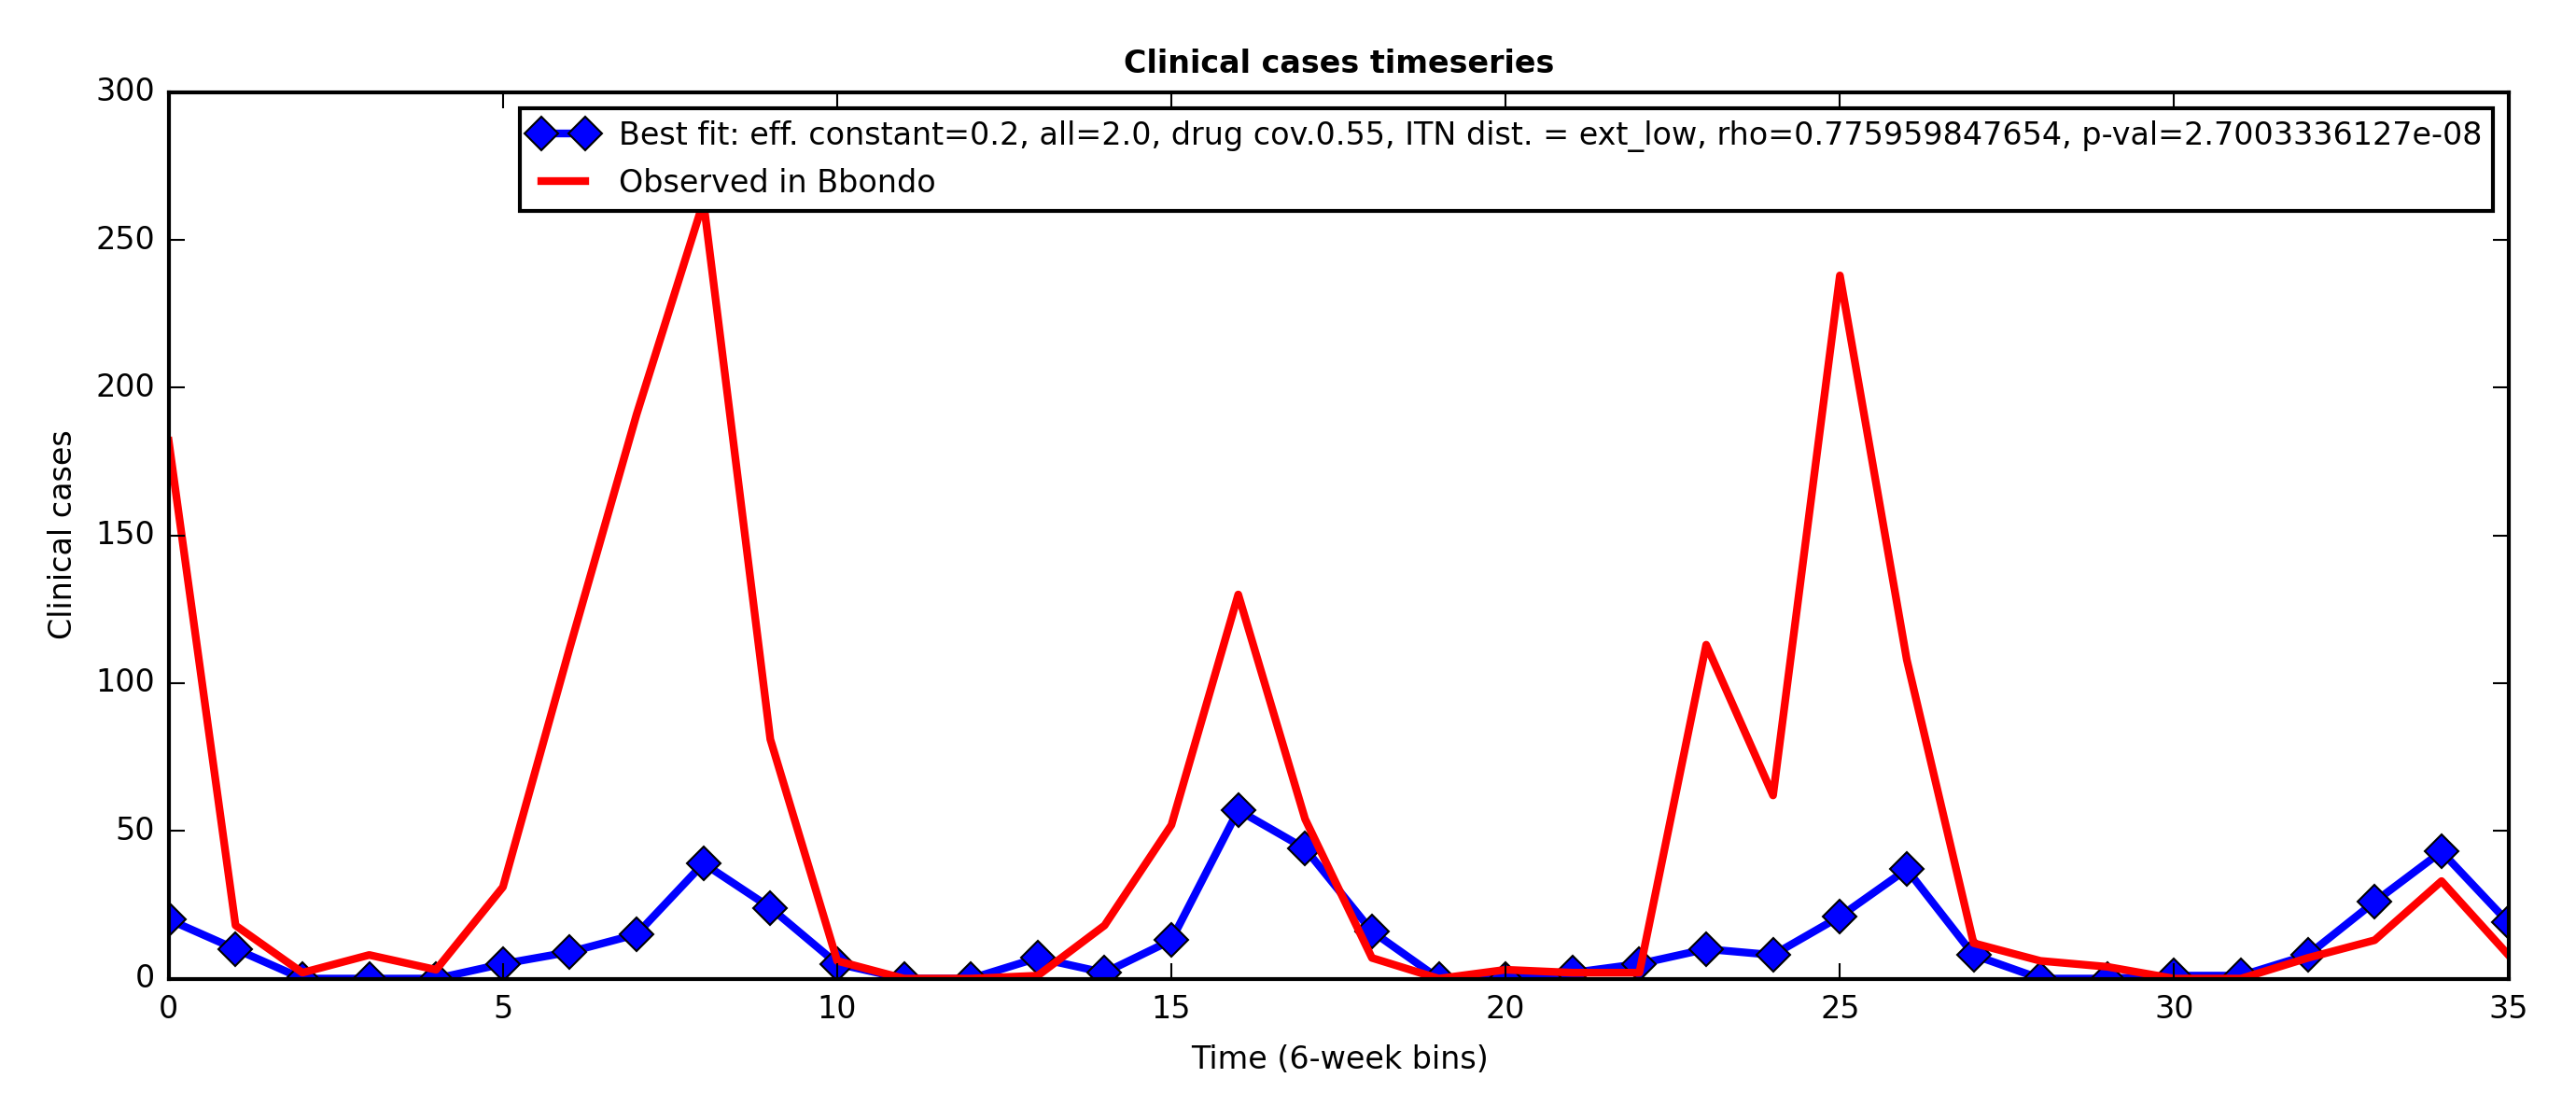 Clinical cases timeseries
Best fit: eff. constant=0.2, all=2.0, drug cov.0.55, ITN dist. = ext_low, rho=0.775959847654, p-val=2.7003336127e-08
Observed in Bbondo
300
250
200
150
100
50
0
Clinical cases
0 5 10 15 20 25 30 35
Time (6-week bins)